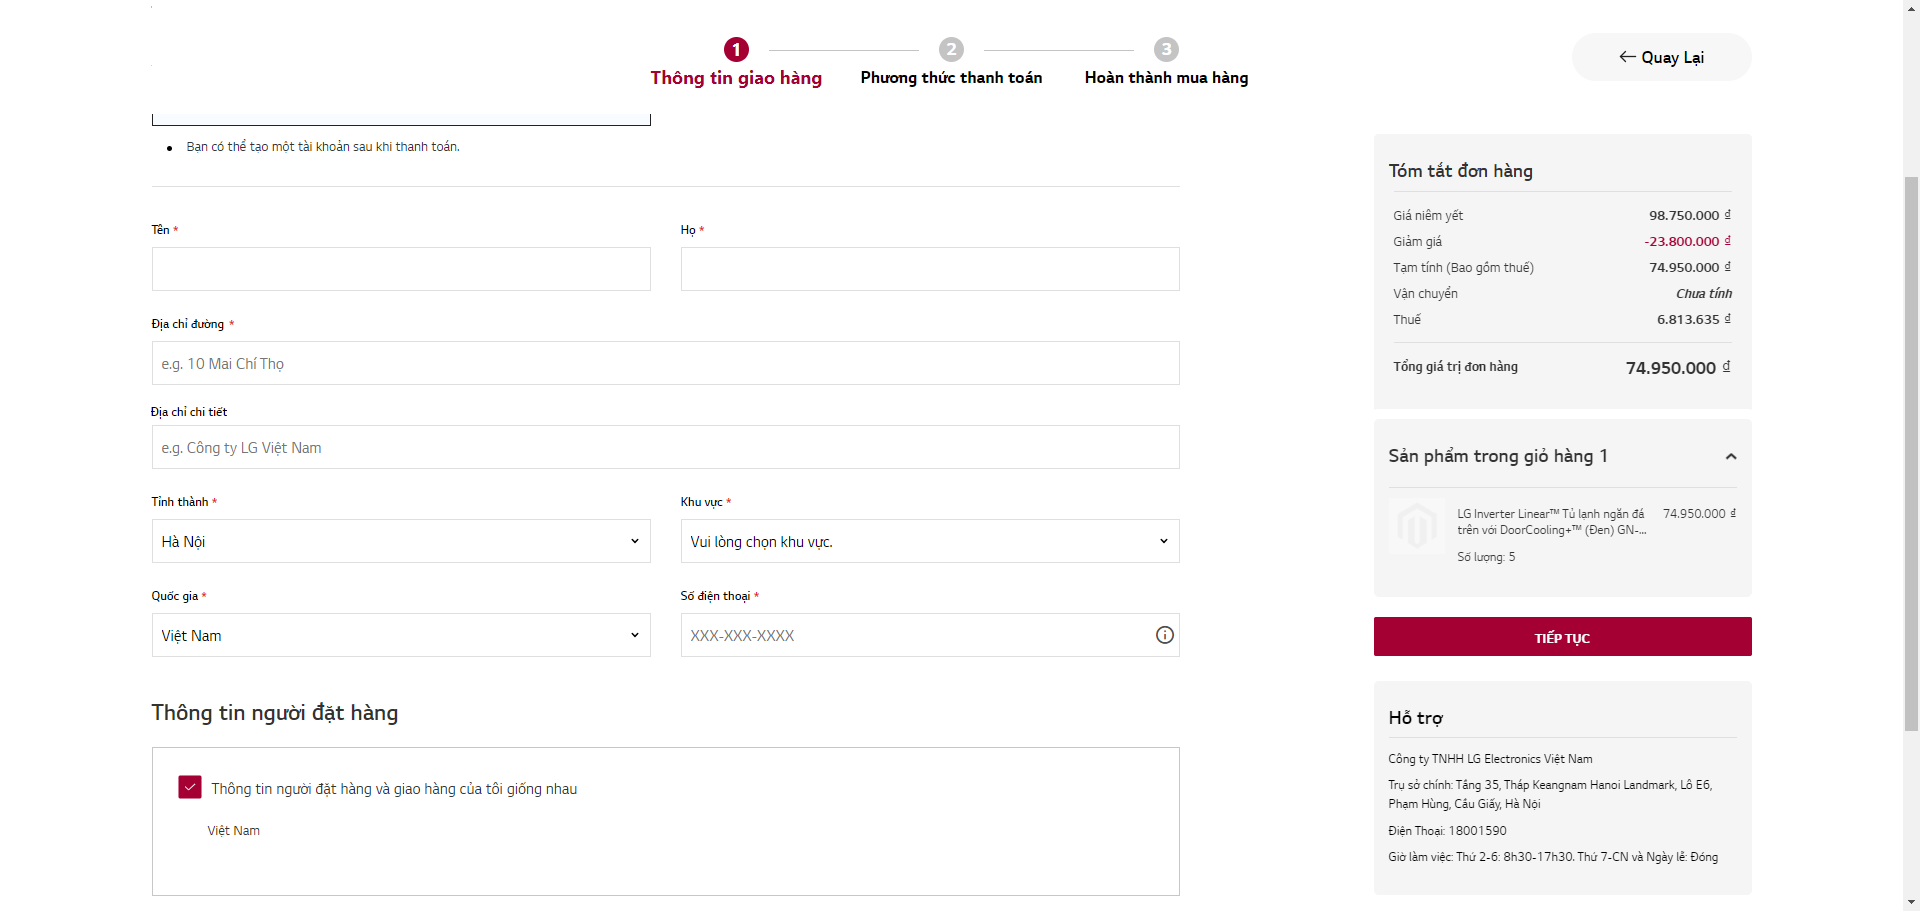 1
2
3
Thông tin giao hàng
Phương thức thanh toán
Hoàn thành mua hàng
Quay Lại
Bạn có thể tạo một tài khoản sau khi thanh toán.
Tên *
Họ *
Địa chỉ đường *
e.g. 10 Mai Chí Thọ
Địa chỉ chi tiết
e.g. Công ty LG Việt Nam
Tỉnh thành *
Khu vực *
Hà Nội
Vui lòng chọn khu vực.
Quốc gia *
Số điện thoại *
Việt Nam
XXX-XXX-XXXX
Thông tin người đặt hàng
Thông tin người đặt hàng và giao hàng của tôi giống nhau
Việt Nam
Tóm tắt đơn hàng
Giá niêm yết 98.750.000 ₫
Giảm giá -23.800.000 ₫
Tạm tính (Bao gồm thuế) 74.950.000 ₫
Vận chuyển Chưa tính
Thuế 6.813.635 ₫
Tổng giá trị đơn hàng 74.950.000 ₫
Sản phẩm trong giỏ hàng 1
LG Inverter Linear™ Tủ lạnh ngăn đá 74.950.000 ₫
trên với DoorCooling+™ (Đen) GN-...
Số lượng: 5
TIẾP TỤC
Hỗ trợ
Công ty TNHH LG Electronics Việt Nam
Trụ sở chính: Tầng 35, Tháp Keangnam Hanoi Landmark, Lô E6,
Phạm Hùng, Cầu Giấy, Hà Nội
Điện Thoại: 18001590
Giờ làm việc: Thứ 2-6: 8h30-17h30. Thứ 7-CN và Ngày lễ: Đóng